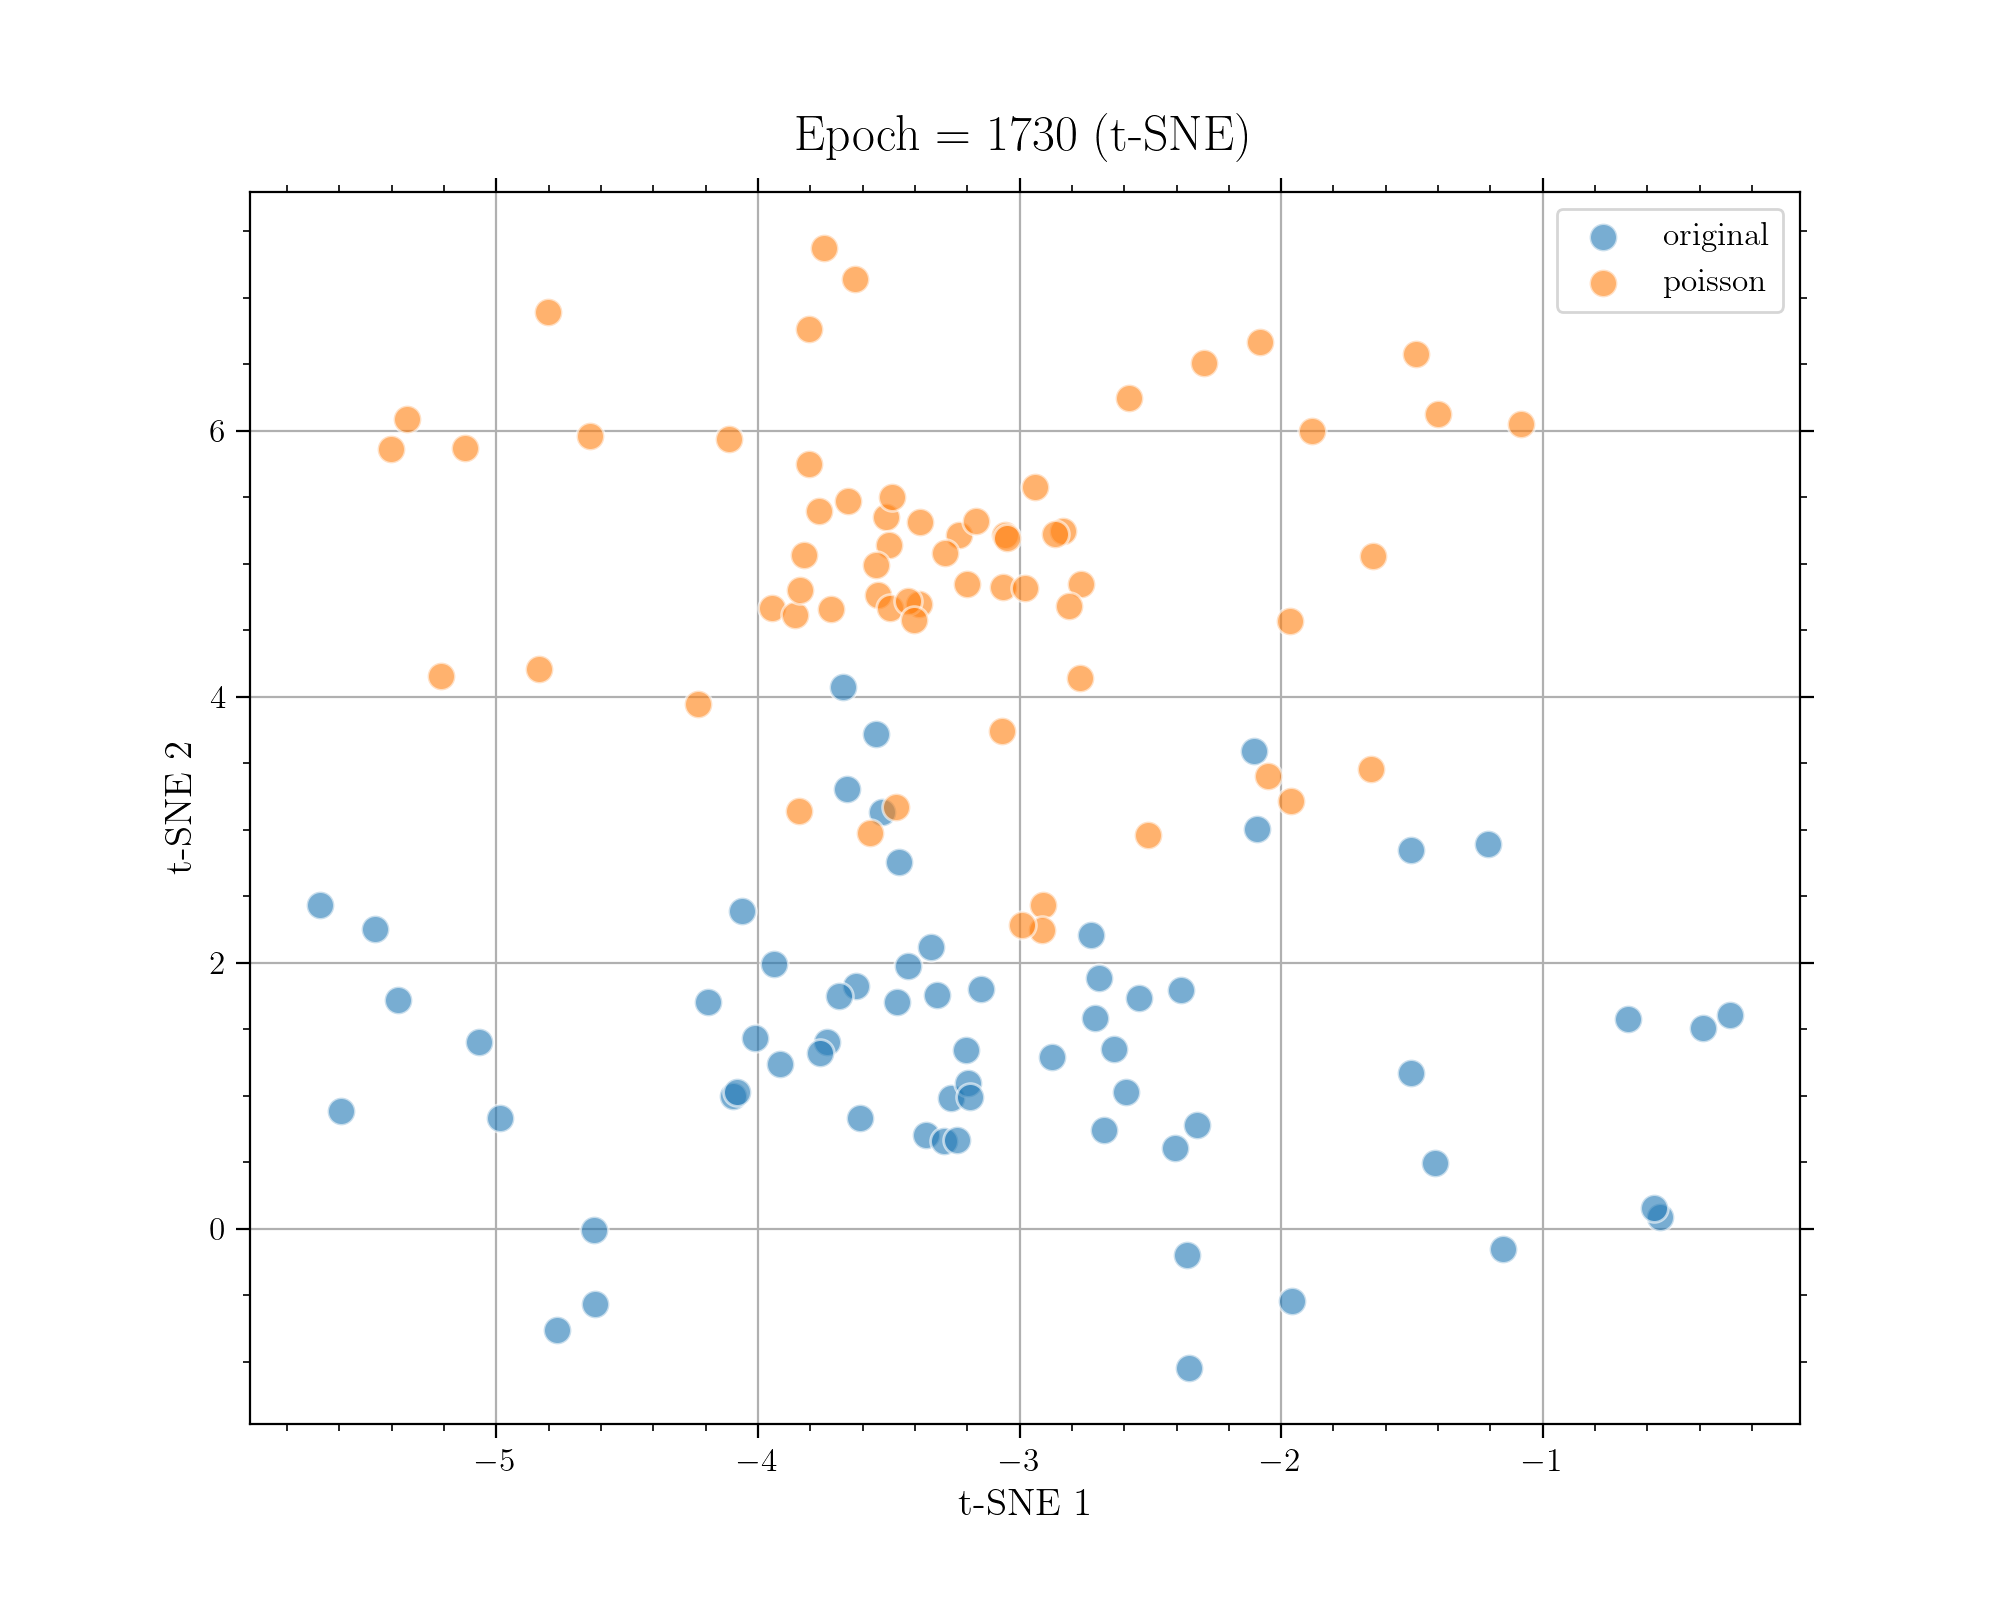 Epoch = 1730 (t-SNE)
original
poisson
6
4
2
0
t-SNE 2
−5 −4 −3 −2 −1
t-SNE 1